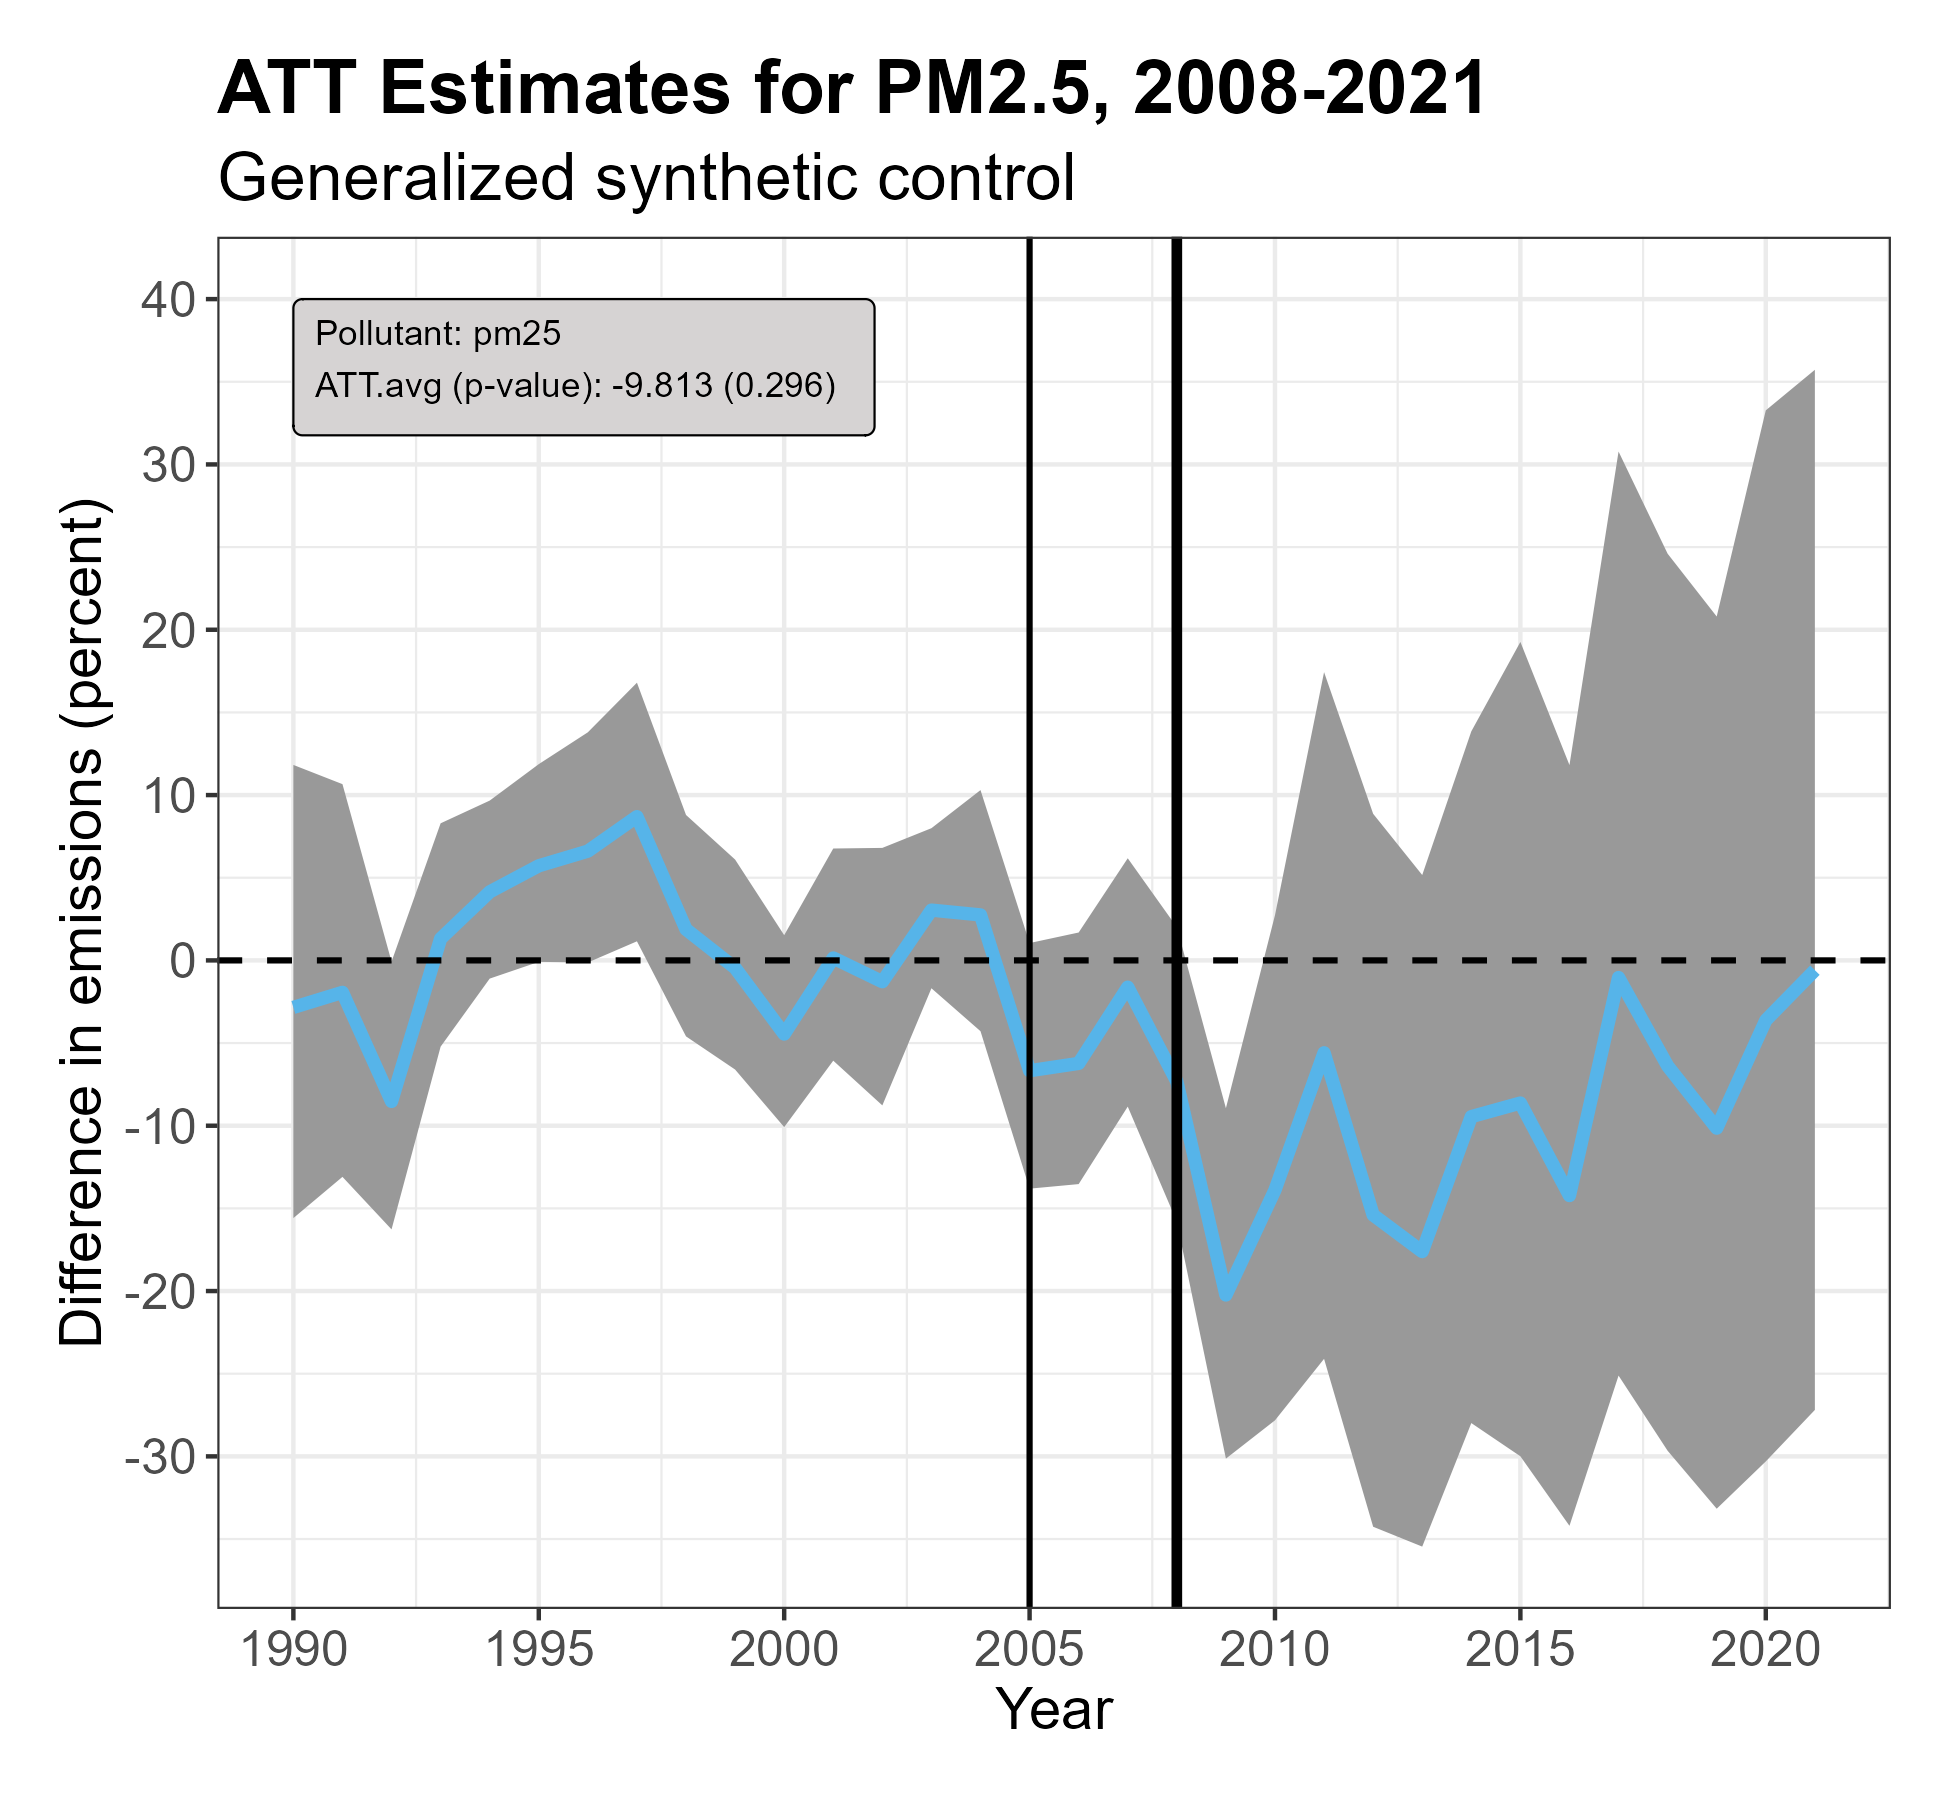 ATT Estimates for PM2.5, 2008-2021
Generalized synthetic control
Pollutant: pm25
ATT.avg (p-value): -9.813 (0.296)
Difference in emissions (percent)
40
30
20
10
0
-10
-20
-30
1990 1995 2000 2005 2010 2015 2020
Year